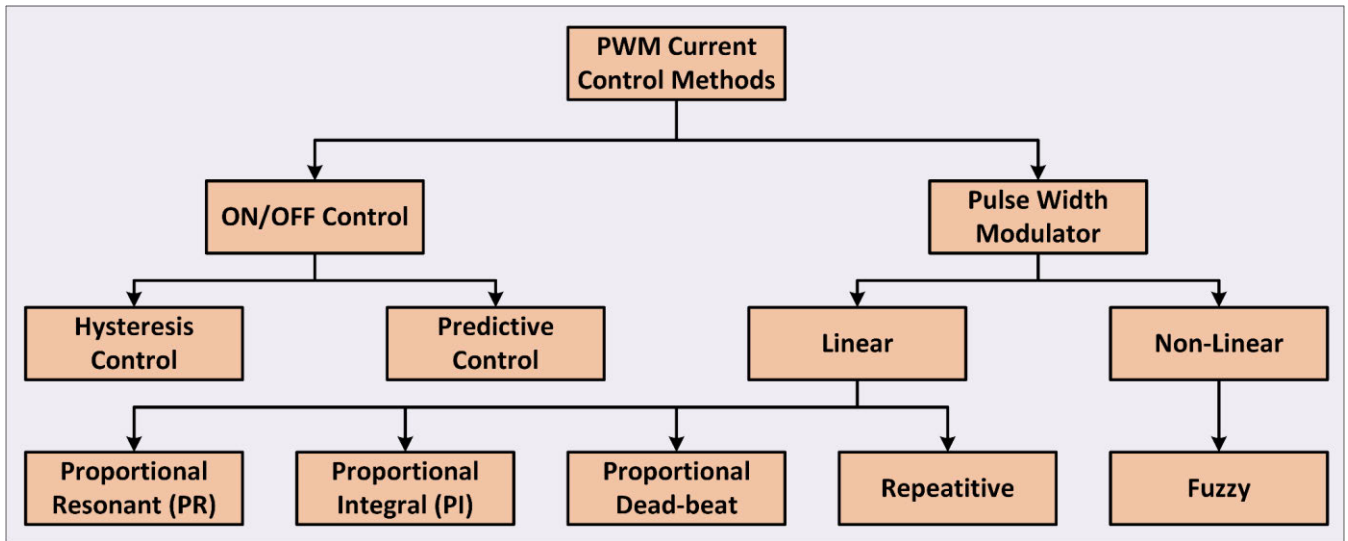 PWM Current
Control Methods
ON/OFF Control
Pulse Width
Modulator
Hysteresis
Control
Predictive
Control
Linear
Non-Linear
Proportional
Resonant (PR)
Proportional
Integral (PI)
Proportional
Dead-beat
Repeatitive
Fuzzy